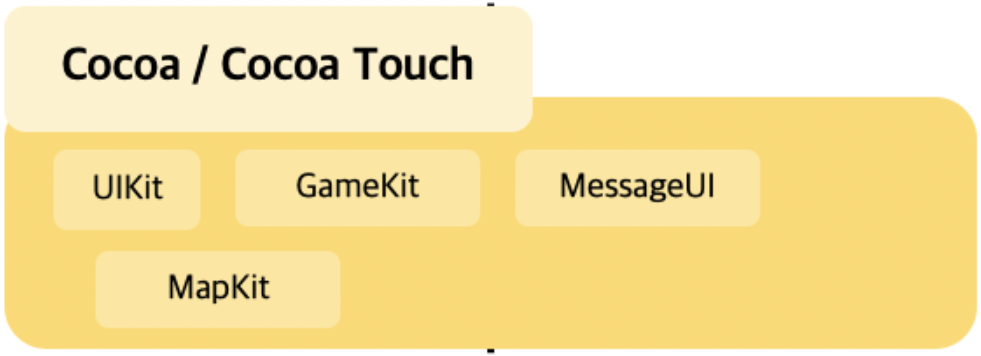 Cocoa / Cocoa Touch
UIKit
GameKit
MessageUI
MapKit